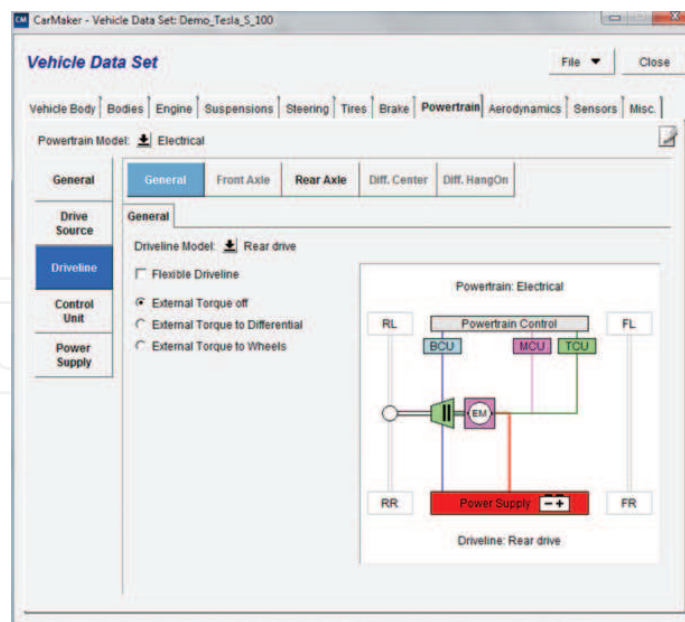 CM CarMaker - Vehicle Data Set: Demo_Tesla_S_100
Vehicle Data Set
File Close
Vehicle Body Bodies Engine Suspensions Steering Tires Brake Powertrain Aerodynamics Sensors Misc.
Powertrain Model: Electrical
General
Drive
Source
Driveline
Control
Unit
Power
Supply
General Front Axle Rear Axle Diff. Center Diff. HangOn
General
Driveline Model: Rear drive
Flexible Driveline
External Torque off
External Torque to Differential
External Torque to Wheels
Powertrain: Electrical
RL Powertrain Control FL
BCU MCU TCU
EM
RR Power Supply - + FR
Driveline: Rear drive